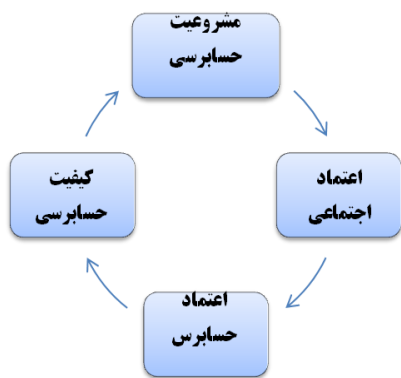 مشروعیت
حسابرسی
اعتماد
اجتماعی
اعتماد
حسابرس
کیفیت
حسابرسی